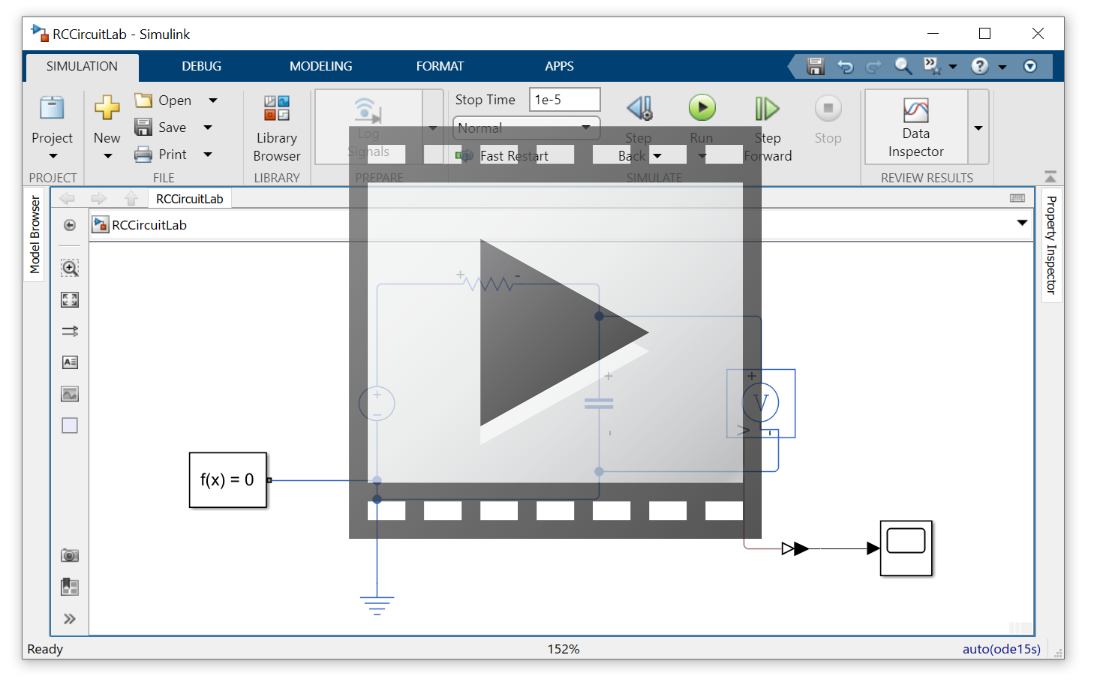 RCCircuitLab - Simulink
SIMULATION DEBUG MODELING FORMAT APPS
Project
PROJECT
New
Open
Save
Print
FILE
Library
Browser
LIBRARY
Log
Signals
PREPARE
Stop Time 1e-5
Normal
Fast Restart
Step
Back
Run
Step
Forward
Stop
SIMULATE
Data
Inspector
REVIEW RESULTS
Model Browser
RCCircuitLab
RCCircuitLab
Property Inspector
+ -
+
−
+
-
+
V
V
-
f(x) = 0
Ready 152% auto(ode15s)